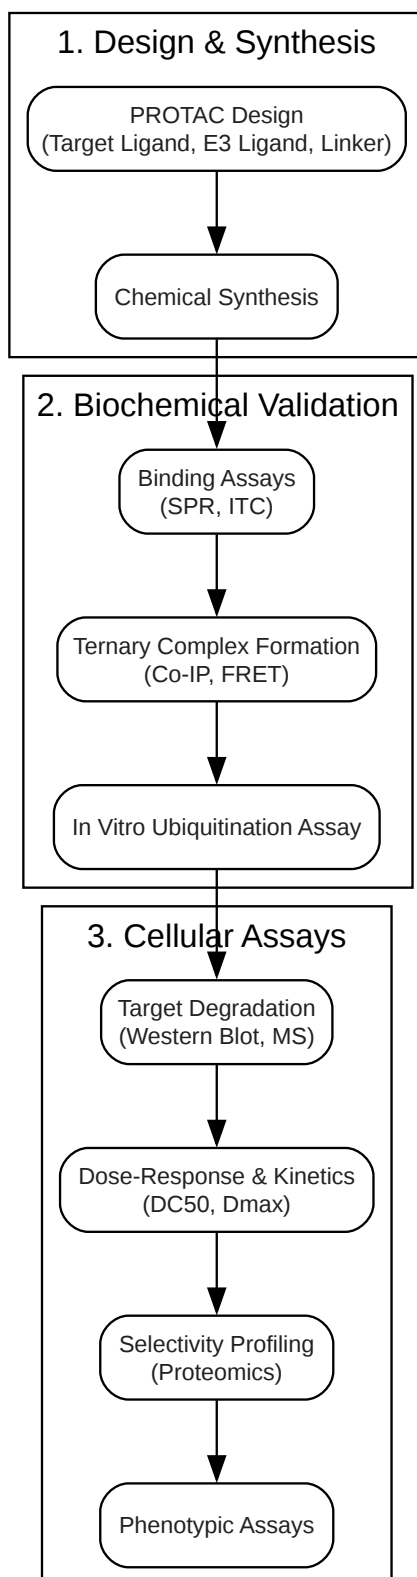 1. Design & Synthesis
PROTAC Design
(Target Ligand, E3 Ligand, Linker)
Chemical Synthesis
2. Biochemical Validation
Binding Assays
(SPR, ITC)
Ternary Complex Formation
(Co-IP, FRET)
In Vitro Ubiquitination Assay
3. Cellular Assays
Target Degradation
(Western Blot, MS)
Dose-Response & Kinetics
(DC50, Dmax)
Selectivity Profiling
(Proteomics)
Phenotypic Assays